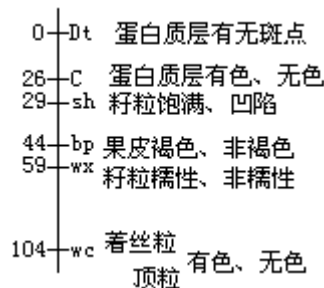 0 Dt 蛋白质层有无斑点
26 C 蛋白质层有色、无色
29 sh 籽粒饱满、凹陷
44 bp 果皮褐色、非褐色
59 wx 籽粒糯性、非糯性
104 wc 着丝粒
顶粒 有色、无色